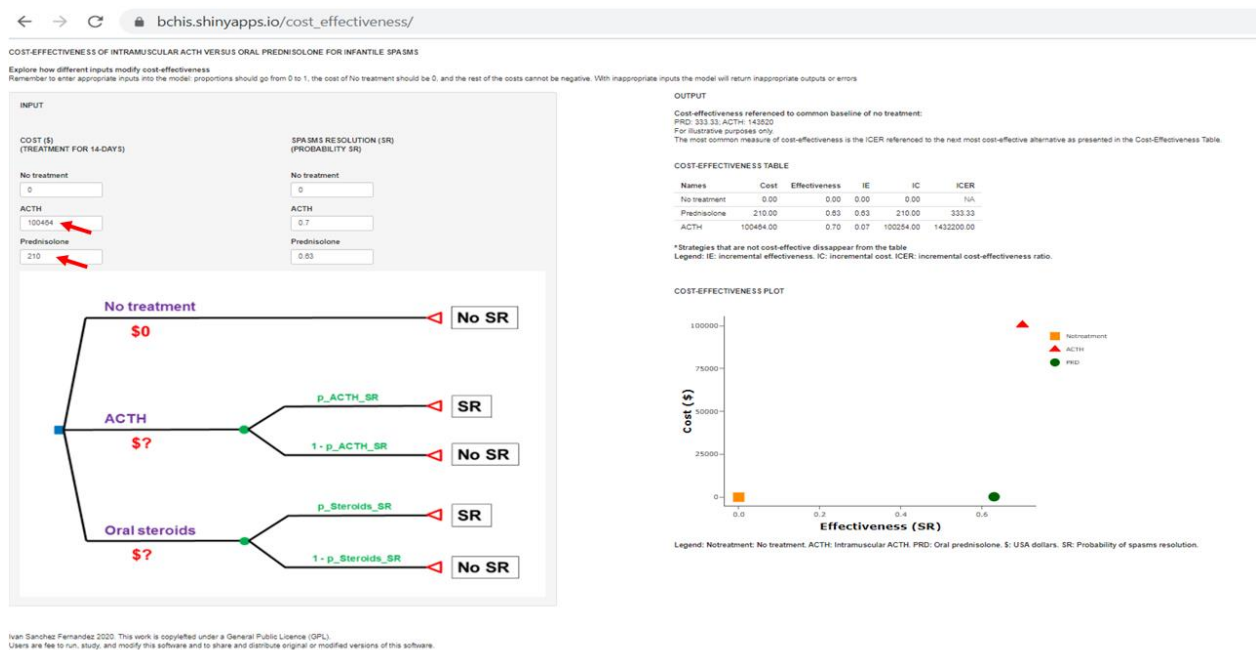 bchis.shinyapps.io/cost_effectiveness/
COST-EFFECTIVENESS OF INTRAMUSCULAR ACTH VERSUS ORAL PREDNISOLONE FOR INFANTILE SPASMS
Explore how different inputs modify cost-effectiveness
Remember to enter appropriate inputs into the model: proportions should go from 0 to 1, the cost of No treatment should be 0, and the rest of the costs cannot be negative. With inappropriate inputs the model will return inappropriate outputs or errors
INPUT
COST ($)
(TREATMENT FOR 14-DAYS)
No treatment
0
ACTH
100464
Prednisolone
210
SPASMS RESOLUTION (SR)
(PROBABILITY SR)
No treatment
0
ACTH
0.7
Prednisolone
0.63
No treatment
$0
No SR
ACTH
$?
p_ACTH_SR
SR
1 - p_ACTH_SR
No SR
Oral steroids
$?
p_Steroids_SR
SR
1 - p_Steroids_SR
No SR
OUTPUT
Cost-effectiveness referenced to common baseline of no treatment:
PRD: 333.33; ACTH: 143520
For illustrative purposes only.
The most common measure of cost-effectiveness is the ICER referenced to the next most cost-effective alternative as presented in the Cost-Effectiveness Table.
COST-EFFECTIVENESS TABLE
Names Cost Effectiveness IE IC ICER
No treatment 0.00 0.00 0.00 0.00 NA
Prednisolone 210.00 0.63 0.63 210.00 333.33
ACTH 100464.00 0.70 0.07 100254.00 1432200.00
*Strategies that are not cost-effective dissappear from the table
Legend: IE: incremental effectiveness. IC: incremental cost. ICER: incremental cost-effectiveness ratio.
COST-EFFECTIVENESS PLOT
Cost ($)
100000
75000
50000
25000
0
0.0 0.2 0.4 0.6
Effectiveness (SR)
Notreatment
ACTH
PRD
Legend: Notreatment: No treatment. ACTH: Intramuscular ACTH. PRD: Oral prednisolone. $: USA dollars. SR: Probability of spasms resolution.
Ivan Sanchez Fernandez 2020. This work is copylefted under a General Public Licence (GPL).
Users are fee to run, study, and modify this software and to share and distribute original or modified versions of this software.